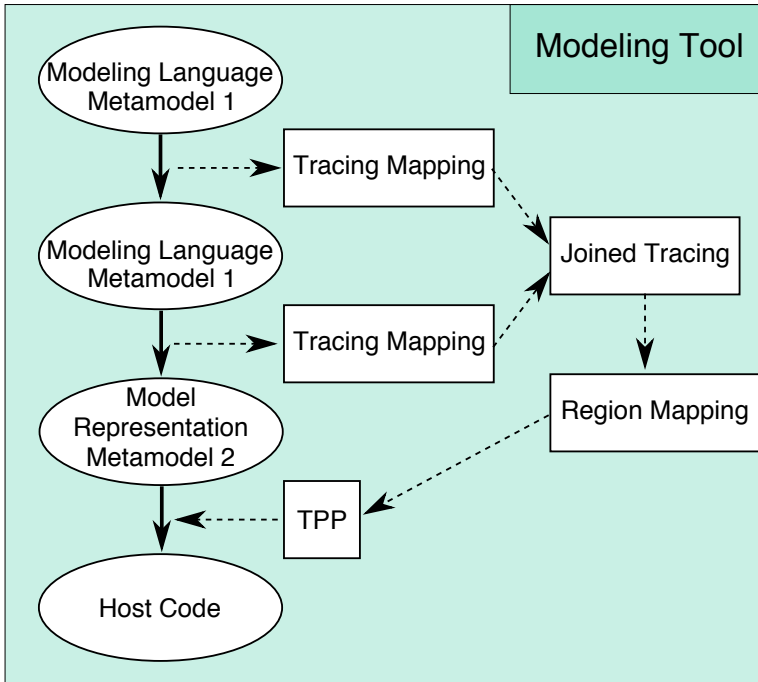 Modeling Tool
Modeling Language
Metamodel 1
Tracing Mapping
Modeling Language
Metamodel 1
Joined Tracing
Tracing Mapping
Model
Representation
Metamodel 2
Region Mapping
TPP
Host Code